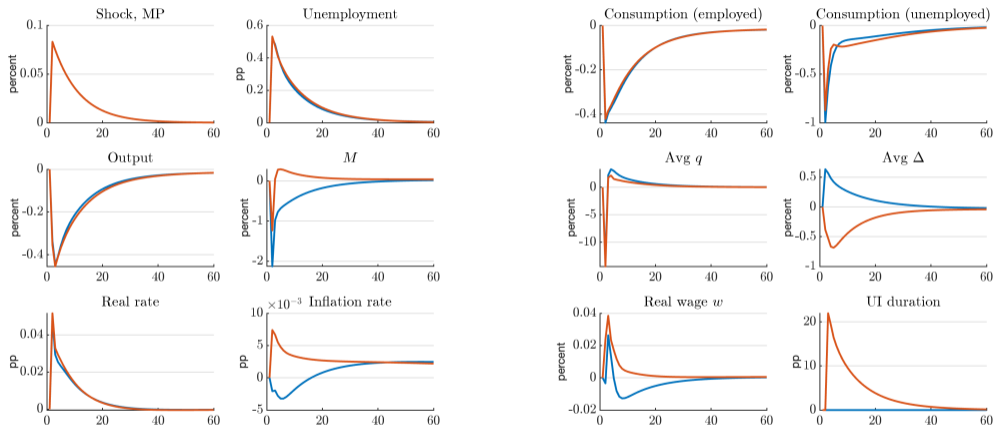 Shock, MP
0.1
0.05
0
percent
0 20 40 60
Unemployment
0.6
0.4
0.2
0
pp
0 20 40 60
Consumption (employed)
0
-0.2
-0.4
percent
0 20 40 60
Consumption (unemployed)
0
-0.5
-1
percent
0 20 40 60
Output
0
-0.2
-0.4
percent
0 20 40 60
M
0
-1
-2
percent
0 20 40 60
Avg q
0
-5
-10
percent
0 20 40 60
Avg Δ
0.5
0
-0.5
-1
percent
0 20 40 60
Real rate
0.04
0.02
0
pp
0 20 40 60
×10⁻³ Inflation rate
10
5
0
-5
pp
0 20 40 60
Real wage w
0.04
0.02
0
-0.02
percent
0 20 40 60
UI duration
20
10
0
pp
0 20 40 60